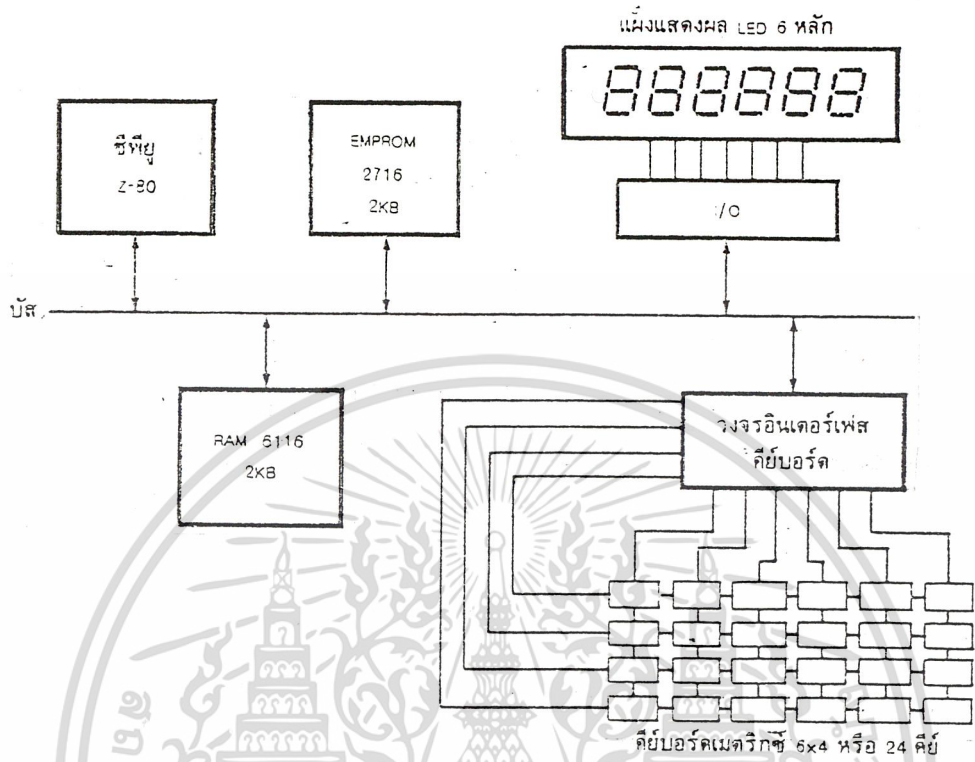 แผ้งแสดงผล LED 6 หลัก
ซีพียู
Z-80
EMPROM
2716
2KB
I/O
บัส
RAM 6116
2KB
วงจรอินเตอร์เฟส
คีย์บอร์ด
คีย์บอร์ดเมตริกซ์ 6x4 หรือ 24 คีย์